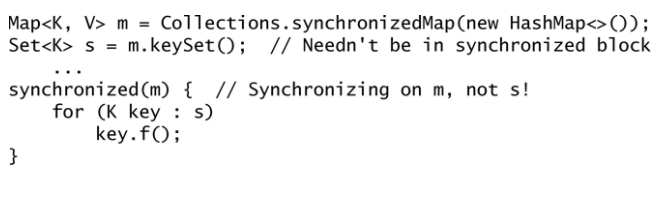 Map<K, V> m = Collections.synchronizedMap(new HashMap<>());
Set<K> s = m.keySet();  // Needn't be in synchronized block
    ...
synchronized(m) {  // Synchronizing on m, not s!
    for (K key : s)
        key.f();
}